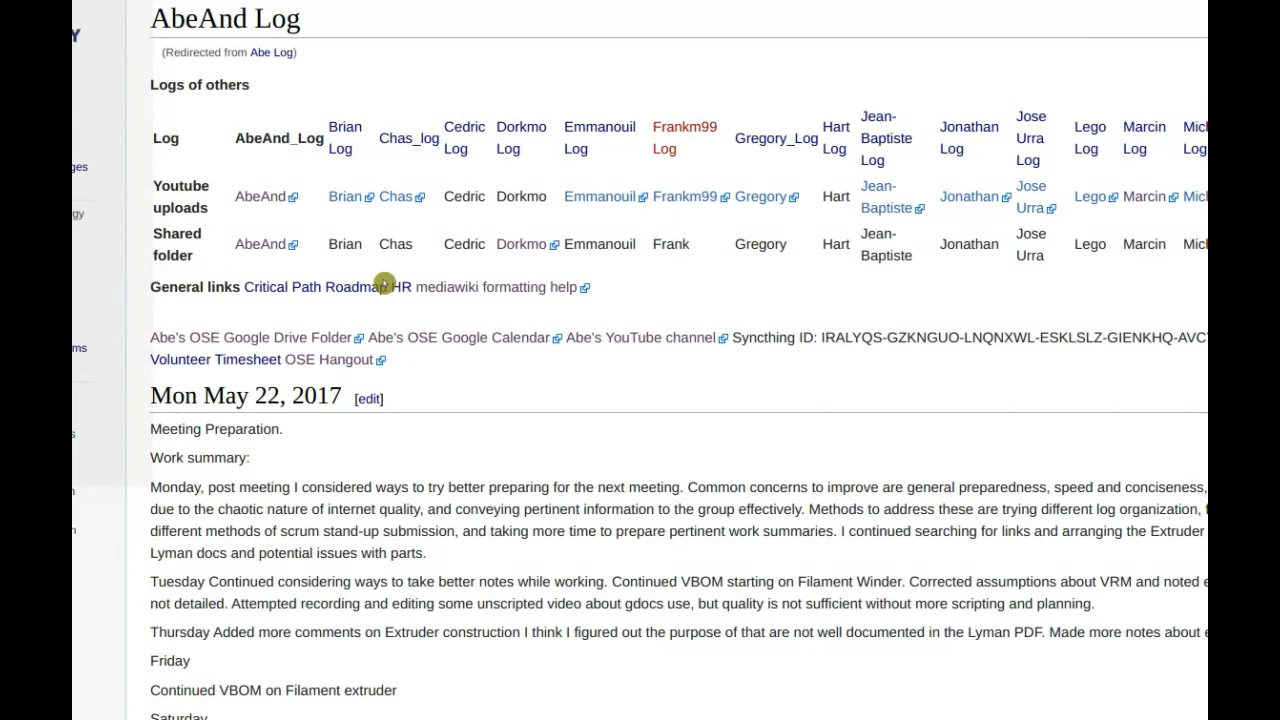 AbeAnd Log
(Redirected from Abe Log)
Logs of others
Log AbeAnd_Log Brian Log Chas_log Cedric Log Dorkmo Log Emmanouil Log Frankm99 Log Gregory_Log Hart Log Jean-Baptiste Log Jonathan Log Jose Urra Log Lego Log Marcin Log Mic Log
ges
Youtube uploads AbeAnd Brian Chas Cedric Dorkmo Emmanouil Frankm99 Gregory Hart Jean-Baptiste Jonathan Jose Urra Lego Marcin Mic
gy
Shared folder AbeAnd Brian Chas Cedric Dorkmo Emmanouil Frank Gregory Hart Jean-Baptiste Jonathan Jose Urra Lego Marcin Mic
General links Critical Path Roadmap HR mediawiki formatting help
Abe's OSE Google Drive Folder Abe's OSE Google Calendar Abe's YouTube channel Syncthing ID: IRALYQS-GZKNGUO-LNQNXWL-ESKLSLZ-GIENKHQ-AVC
ms
Volunteer Timesheet OSE Hangout
Mon May 22, 2017 [edit]
Meeting Preparation.
Work summary:
Monday, post meeting I considered ways to try better preparing for the next meeting. Common concerns to improve are general preparedness, speed and conciseness,
due to the chaotic nature of internet quality, and conveying pertinent information to the group effectively. Methods to address these are trying different log organization,
different methods of scrum stand-up submission, and taking more time to prepare pertinent work summaries. I continued searching for links and arranging the Extruder
Lyman docs and potential issues with parts.
Tuesday Continued considering ways to take better notes while working. Continued VBOM starting on Filament Winder. Corrected assumptions about VRM and noted
not detailed. Attempted recording and editing some unscripted video about gdocs use, but quality is not sufficient without more scripting and planning.
Thursday Added more comments on Extruder construction I think I figured out the purpose of that are not well documented in the Lyman PDF. Made more notes about
Friday
Continued VBOM on Filament extruder
Saturday